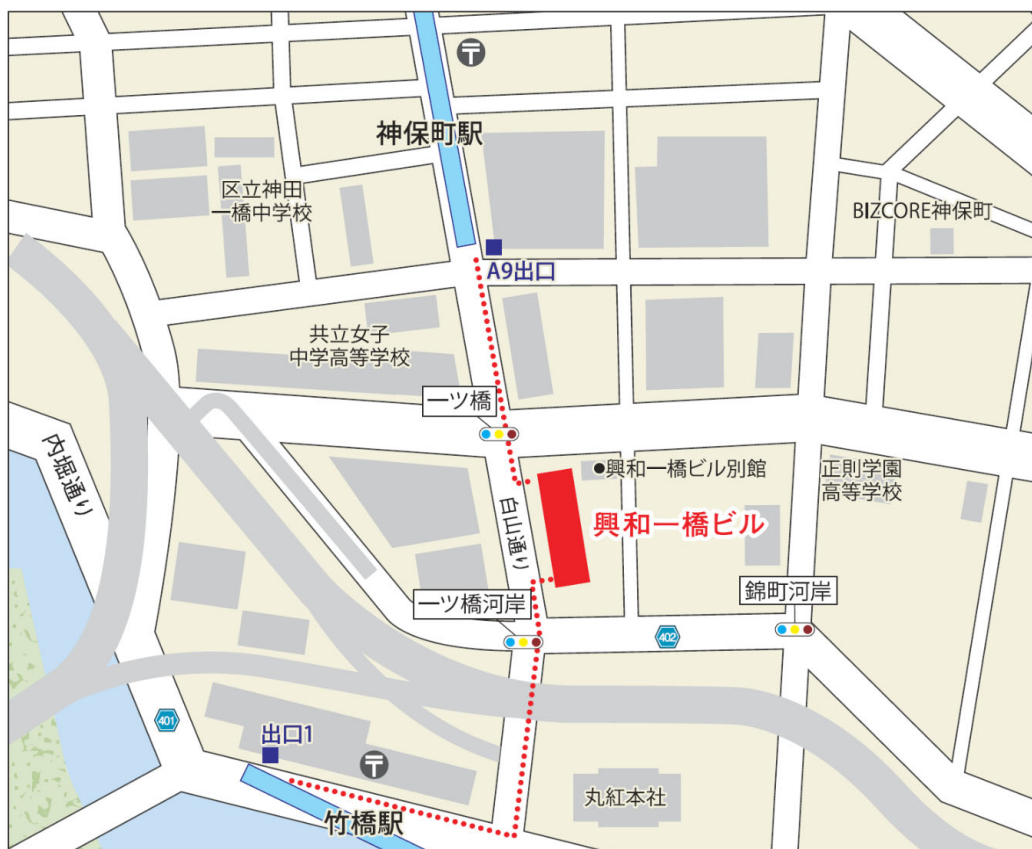 神保町駅
区立神田
一橋中学校
BIZCORE神保町
A9出口
共立女子
中学高等学校
一ツ橋
内堀通り
白山通り
興和一橋ビル別館
正則学園
高等学校
興和一橋ビル
一ツ橋河岸
錦町河岸
402
401
出口1
竹橋駅
丸紅本社